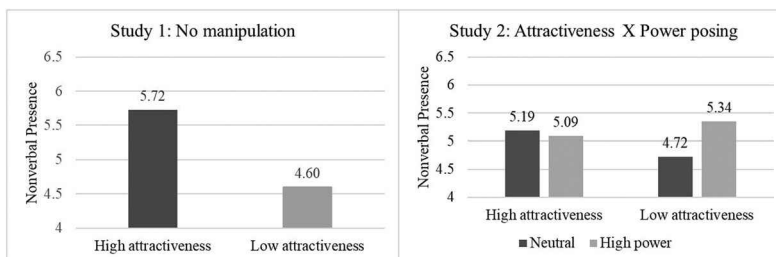 Study 1: No manipulation
Nonverbal Presence
6.5
6
5.5
5
4.5
4
5.72
4.60
High attractiveness Low attractiveness
Study 2: Attractiveness X Power posing
Nonverbal Presence
6.5
6
5.5
5
4.5
4
5.19 5.09 4.72 5.34
High attractiveness Low attractiveness
Neutral High power